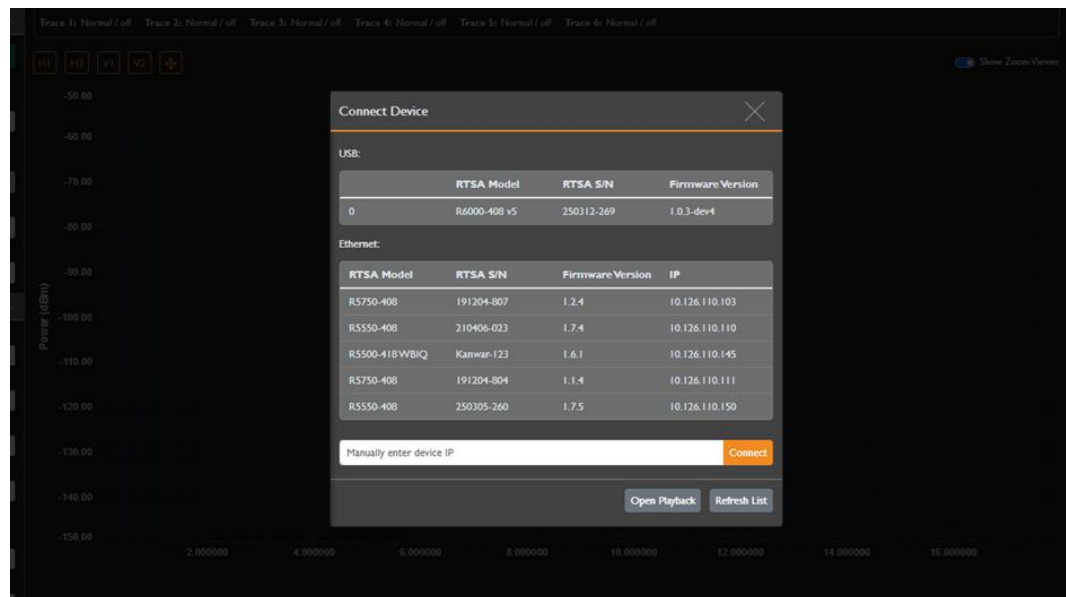 Trace 1: Normal / off Trace 2: Normal / off Trace 3: Normal / off Trace 4: Normal / off Trace 5: Normal / off Trace 6: Normal / off
H1 H2 V1 V2 Show Zoom Viewer
Connect Device
USB:
RTSA Model RTSA S/N Firmware Version
0 R6000-408 v5 250312-269 1.0.3-dev4
Ethernet:
RTSA Model RTSA S/N Firmware Version IP
R5750-408 191204-807 1.2.4 10.126.110.103
R5550-408 210406-023 1.7.4 10.126.110.110
R5500-418 WBIQ Kanwar-123 1.6.1 10.126.110.145
R5750-408 191204-804 1.1.4 10.126.110.111
R5550-408 250305-260 1.7.5 10.126.110.150
Manually enter device IP Connect
Open Playback Refresh List
Power (dBm)
-50.00
-60.00
-70.00
-80.00
-90.00
-100.00
-110.00
-120.00
-130.00
-140.00
-150.00
2.000000 4.000000 6.000000 8.000000 10.000000 12.000000 14.000000 16.000000